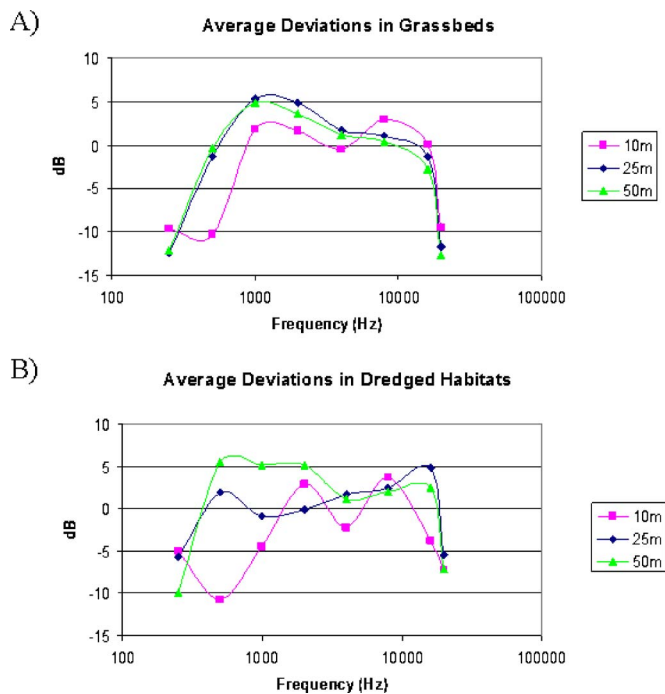 A)
Average Deviations in Grassbeds
10
5
0
-5
-10
-15
dB
100 1000 10000 100000
Frequency (Hz)
10m
25m
50m
B)
Average Deviations in Dredged Habitats
10
5
0
-5
-10
-15
dB
100 1000 10000 100000
Frequency (Hz)
10m
25m
50m